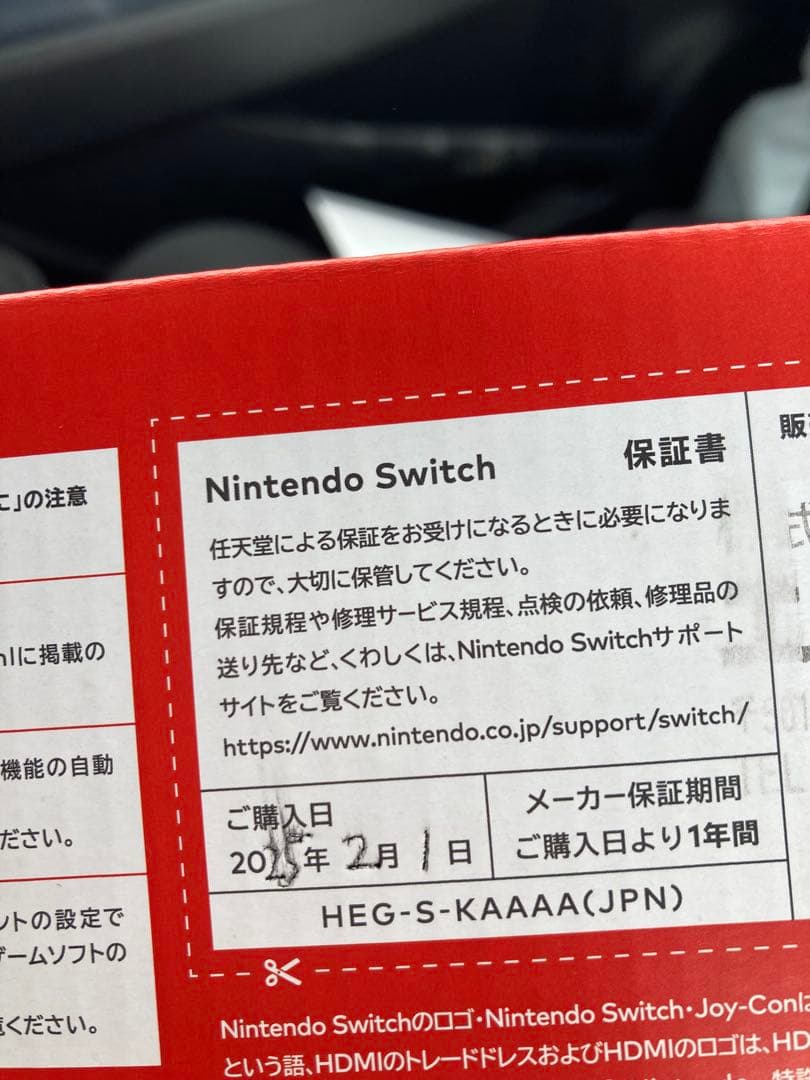 こ」の注意
nlに掲載の
機能の自動
ださい。
ントの設定で
ゲームソフトの
ください。
Nintendo Switch 保証書
任天堂による保証をお受けになるときに必要になりま
すので、大切に保管してください。
保証規程や修理サービス規程、点検の依頼、修理品の
送り先など、くわしくは、Nintendo Switchサポート
サイトをご覧ください。
https://www.nintendo.co.jp/support/switch/
ご購入日
2025年 2月 1日
メーカー保証期間
ご購入日より1年間
HEG-S-KAAAA(JPN)
販
Nintendo Switchのロゴ・Nintendo Switch・Joy-Conは
という語、HDMIのトレードドレスおよびHDMIのロゴは、HD